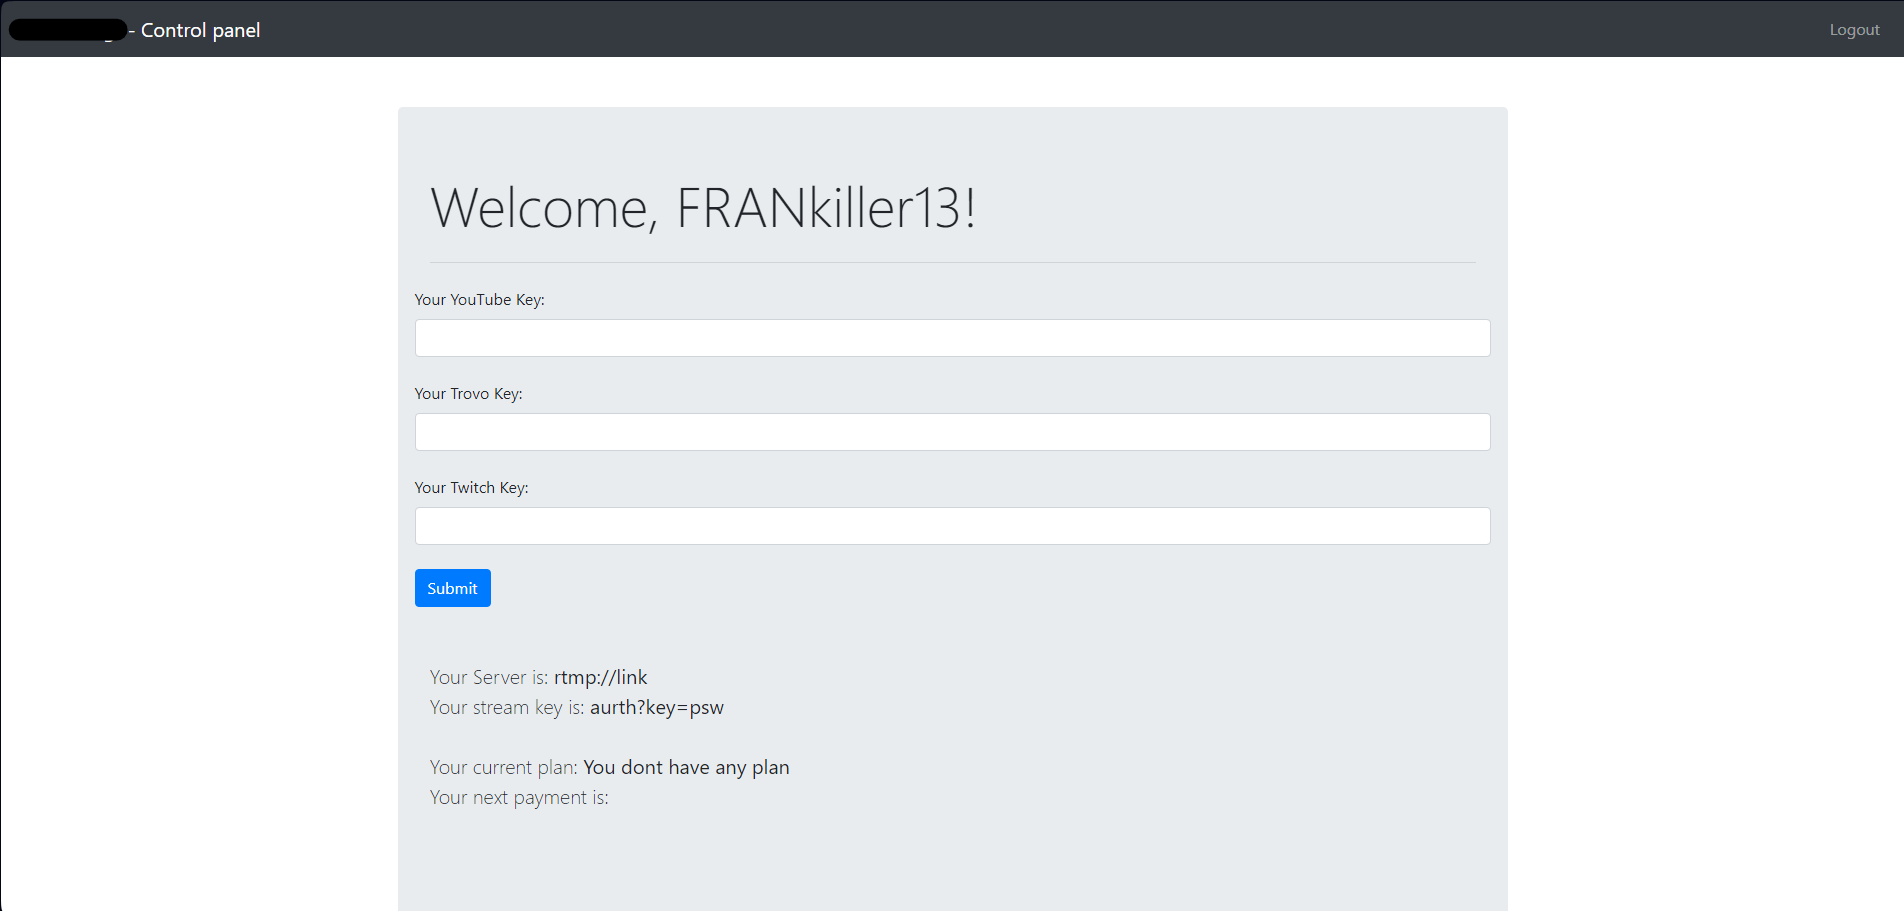 - Control panel
Logout
Welcome, FRANkiller13!
Your YouTube Key:
Your Trovo Key:
Your Twitch Key:
Submit
Your Server is: rtmp://link
Your stream key is: aurth?key=psw
Your current plan: You dont have any plan
Your next payment is: